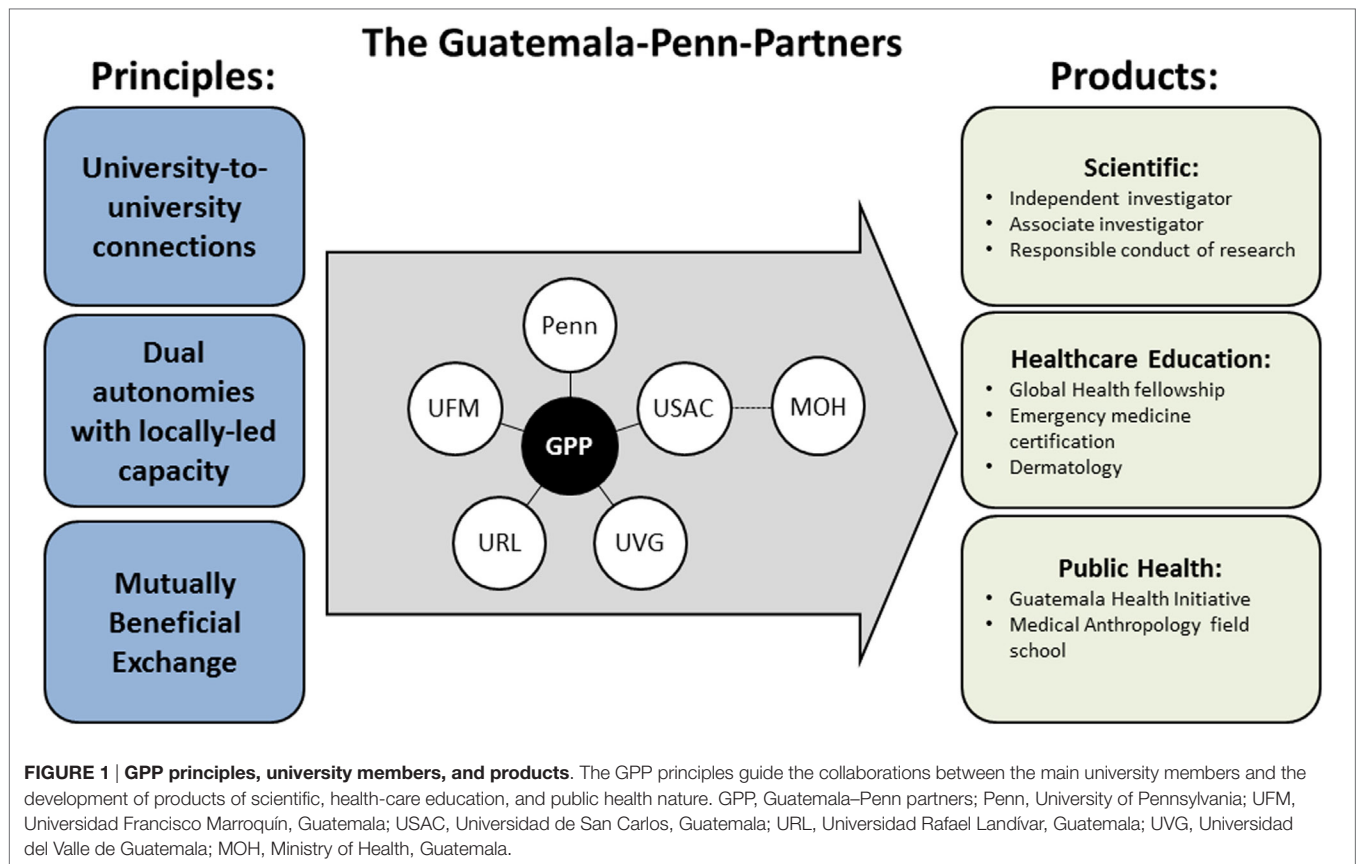 The Guatemala-Penn-Partners
Principles:
University-to-
university
connections
Dual
autonomies
with locally-led
capacity
Mutually
Beneficial
Exchange
Penn
UFM
USAC
MOH
GPP
URL
UVG
Products:
Scientific:
• Independent investigator
• Associate investigator
• Responsible conduct of research
Healthcare Education:
• Global Health fellowship
• Emergency medicine
certification
• Dermatology
Public Health:
• Guatemala Health Initiative
• Medical Anthropology field
school
FIGURE 1 | GPP principles, university members, and products. The GPP principles guide the collaborations between the main university members and the
development of products of scientific, health-care education, and public health nature. GPP, Guatemala–Penn partners; Penn, University of Pennsylvania; UFM,
Universidad Francisco Marroquín, Guatemala; USAC, Universidad de San Carlos, Guatemala; URL, Universidad Rafael Landívar, Guatemala; UVG, Universidad
del Valle de Guatemala; MOH, Ministry of Health, Guatemala.